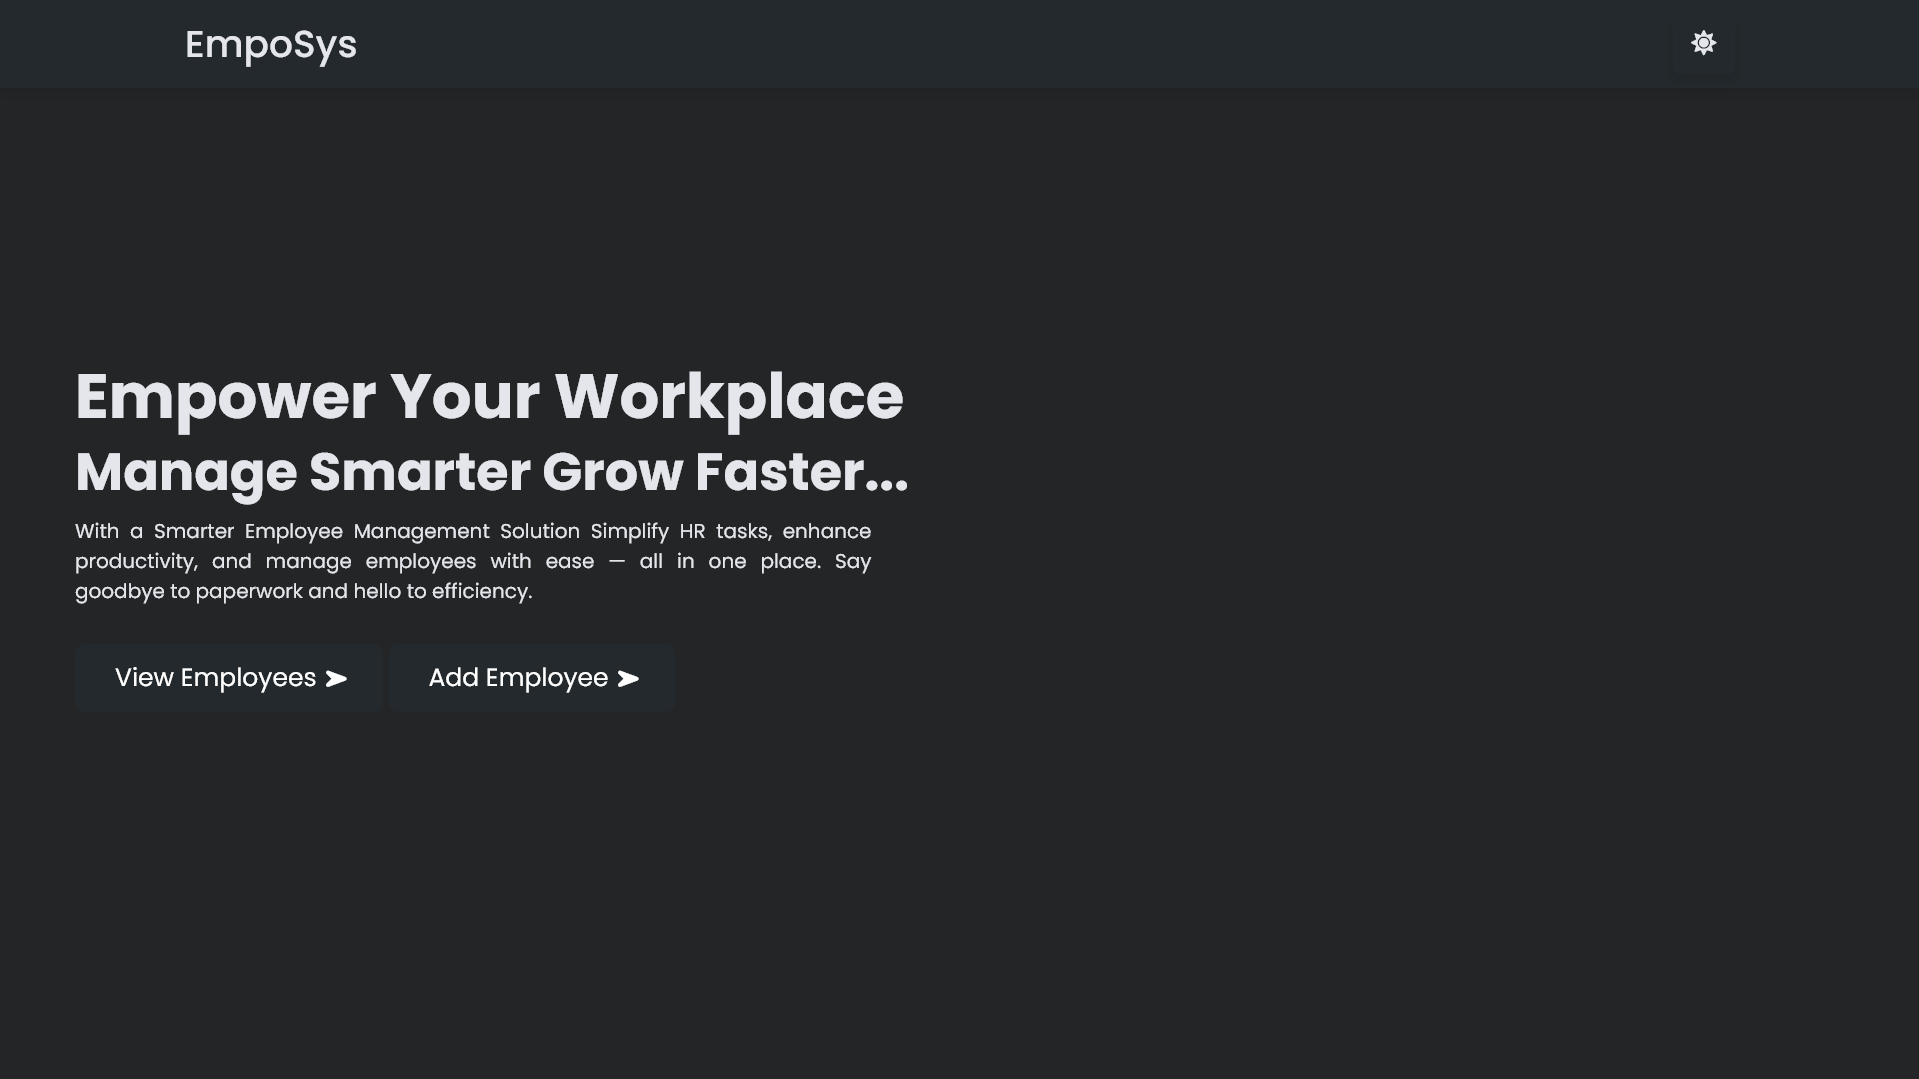 EmpoSys
Empower Your Workplace
Manage Smarter Grow Faster...
With a Smarter Employee Management Solution Simplify HR tasks, enhance
productivity, and manage employees with ease — all in one place. Say
goodbye to paperwork and hello to efficiency.
View Employees
Add Employee